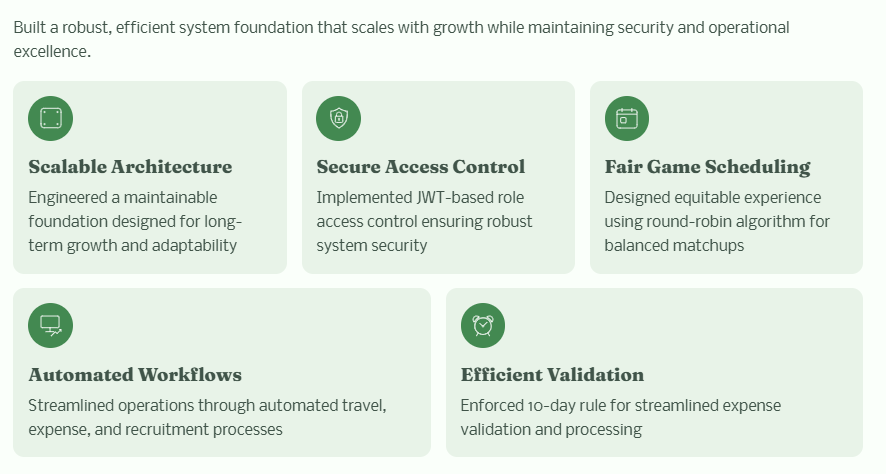 Built a robust, efficient system foundation that scales with growth while maintaining security and operational
excellence.
Scalable Architecture
Engineered a maintainable
foundation designed for long-
term growth and adaptability
Secure Access Control
Implemented JWT-based role
access control ensuring robust
system security
Fair Game Scheduling
Designed equitable experience
using round-robin algorithm for
balanced matchups
Automated Workflows
Streamlined operations through automated travel,
expense, and recruitment processes
Efficient Validation
Enforced 10-day rule for streamlined expense
validation and processing